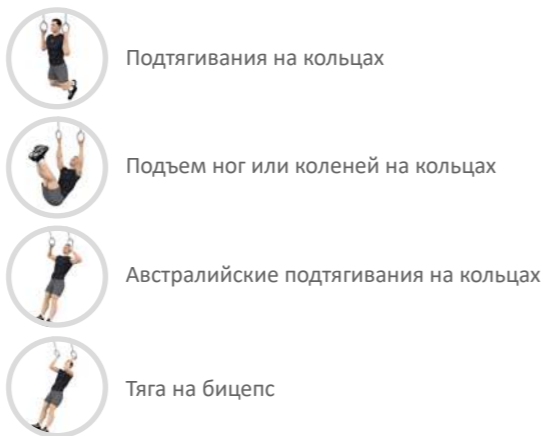 Подтягивания на кольцах
Подъем ног или коленей на кольцах
Австралийские подтягивания на кольцах
Тяга на бицепс